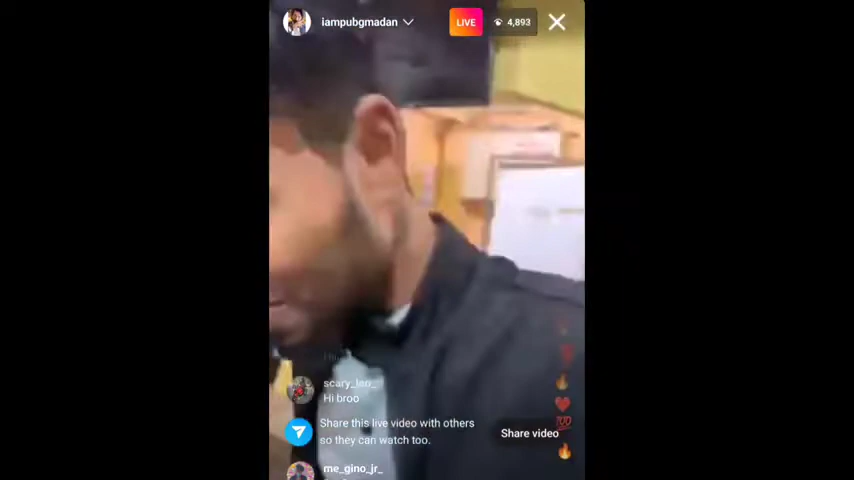 iampubgmadan
LIVE
4,893
scary_leo_
Hi broo
Share this live video with others
so they can watch too.
Share video
100
me_gino_jr_